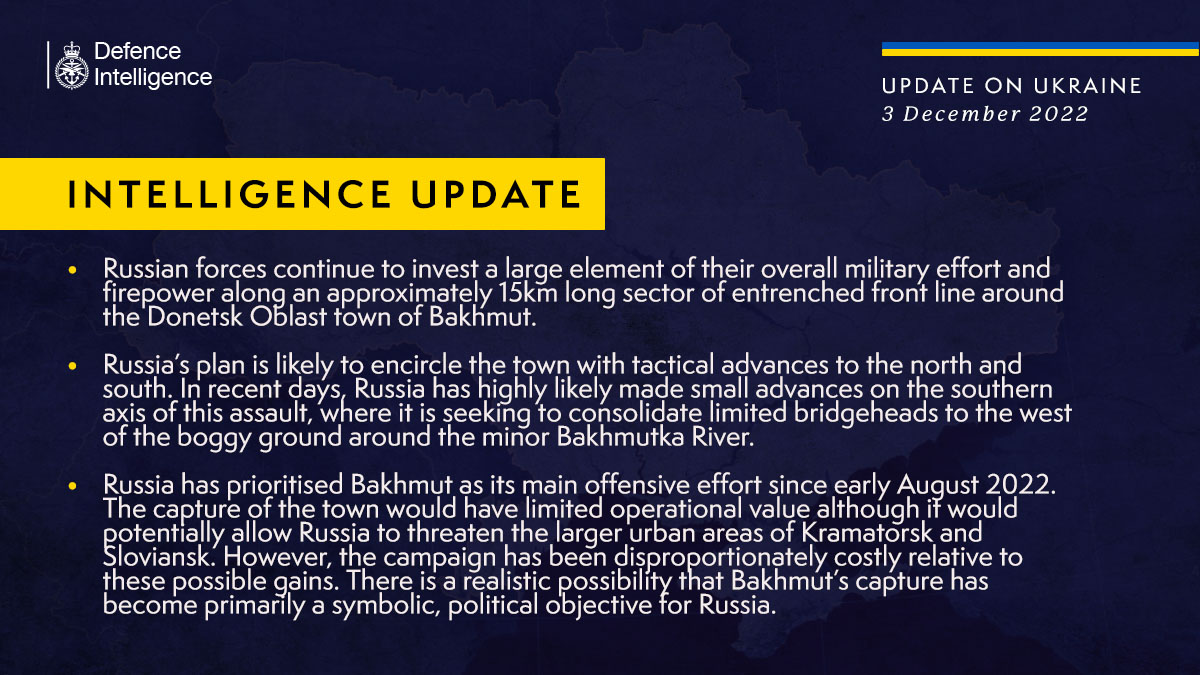 Defence
Intelligence
UPDATE ON UKRAINE
3 December 2022
INTELLIGENCE UPDATE
• Russian forces continue to invest a large element of their overall military effort and
firepower along an approximately 15km long sector of entrenched front line around
the Donetsk Oblast town of Bakhmut.
• Russia’s plan is likely to encircle the town with tactical advances to the north and
south. In recent days, Russia has highly likely made small advances on the southern
axis of this assault, where it is seeking to consolidate limited bridgeheads to the west
of the boggy ground around the minor Bakhmutka River.
• Russia has prioritised Bakhmut as its main offensive effort since early August 2022.
The capture of the town would have limited operational value although it would
potentially allow Russia to threaten the larger urban areas of Kramatorsk and
Sloviansk. However, the campaign has been disproportionately costly relative to
these possible gains. There is a realistic possibility that Bakhmut’s capture has
become primarily a symbolic, political objective for Russia.